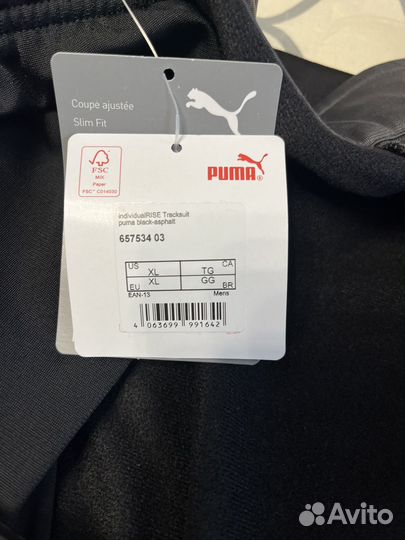 Coupe ajustée
Slim Fit
FSC
MIX
Paper
FSC™ C014030
PUMA
individualRISE Tracksuit
puma black-asphalt
657534 03
US XL TG CA
EU XL GG BR
EAN-13 Mens
4 063699 991642
Avito